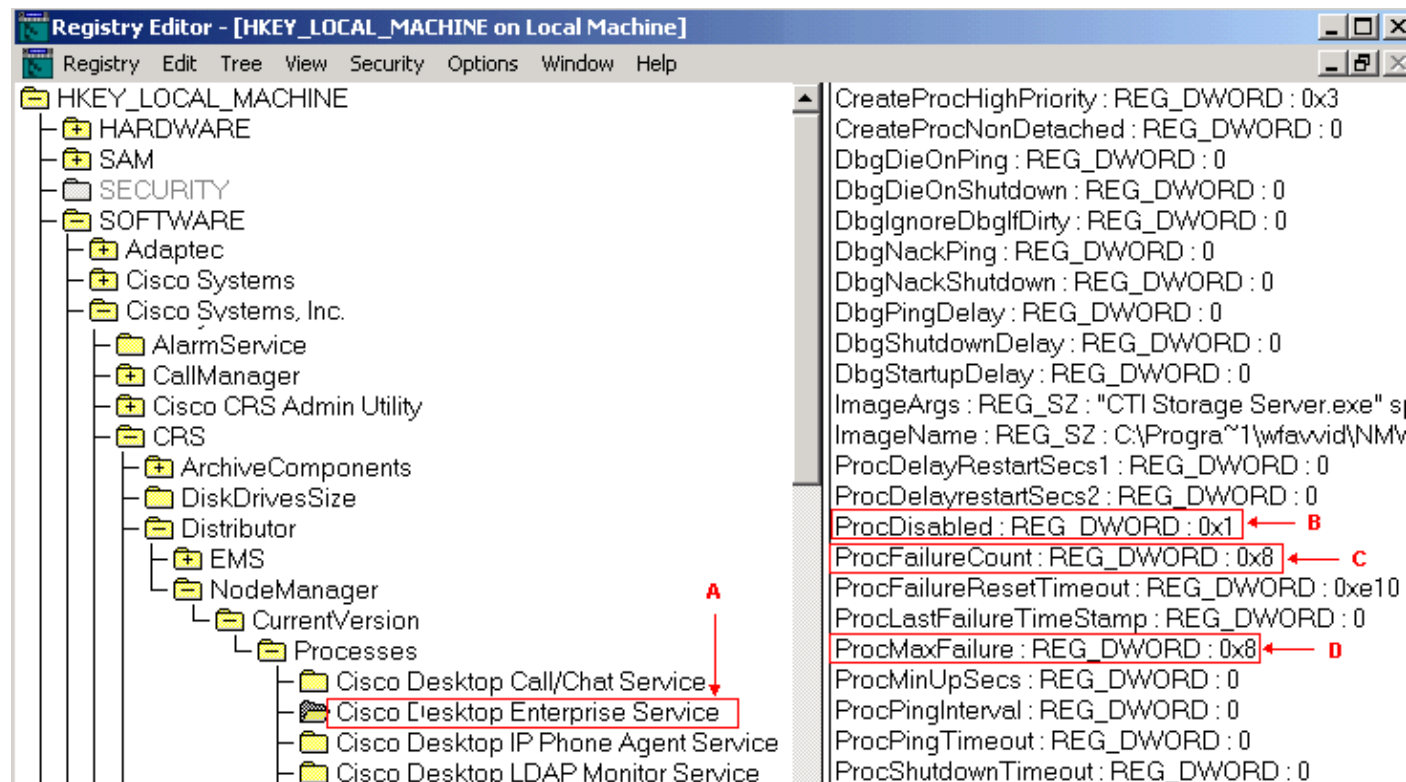 Registry Editor - [HKEY_LOCAL_MACHINE on Local Machine]
Registry Edit Tree View Security Options Window Help
HKEY_LOCAL_MACHINE
HARDWARE
SAM
SECURITY
SOFTWARE
Adaptec
Cisco Systems
Cisco Systems, Inc.
AlarmService
CallManager
Cisco CRS Admin Utility
CRS
ArchiveComponents
DiskDrivesSize
Distributor
EMS
NodeManager
CurrentVersion
Processes
Cisco Desktop Call/Chat Service
Cisco Desktop Enterprise Service
Cisco Desktop IP Phone Agent Service
Cisco Desktop LDAP Monitor Service
A
CreateProcHighPriority : REG_DWORD : 0x3
CreateProcNonDetached : REG_DWORD : 0
DbgDieOnPing : REG_DWORD : 0
DbgDieOnShutdown : REG_DWORD : 0
DbgIgnoreDbgIfDirty : REG_DWORD : 0
DbgNackPing : REG_DWORD : 0
DbgNackShutdown : REG_DWORD : 0
DbgPingDelay : REG_DWORD : 0
DbgShutdownDelay : REG_DWORD : 0
DbgStartupDelay : REG_DWORD : 0
ImageArgs : REG_SZ : "CTI Storage Server.exe"
ImageName : REG_SZ : C:\Progra~1\wfavvid\
ProcDelayRestartSecs1 : REG_DWORD : 0
ProcDelayrestartSecs2 : REG_DWORD : 0
ProcDisabled : REG_DWORD : 0x1 B
ProcFailureCount : REG_DWORD : 0x8 C
ProcFailureResetTimeout : REG_DWORD : 0xe10
ProcLastFailureTimeStamp : REG_DWORD : 0
ProcMaxFailure : REG_DWORD : 0x8 D
ProcMinUpSecs : REG_DWORD : 0
ProcPingInterval : REG_DWORD : 0
ProcPingTimeout : REG_DWORD : 0
ProcShutdownTimeout : REG_DWORD : 0